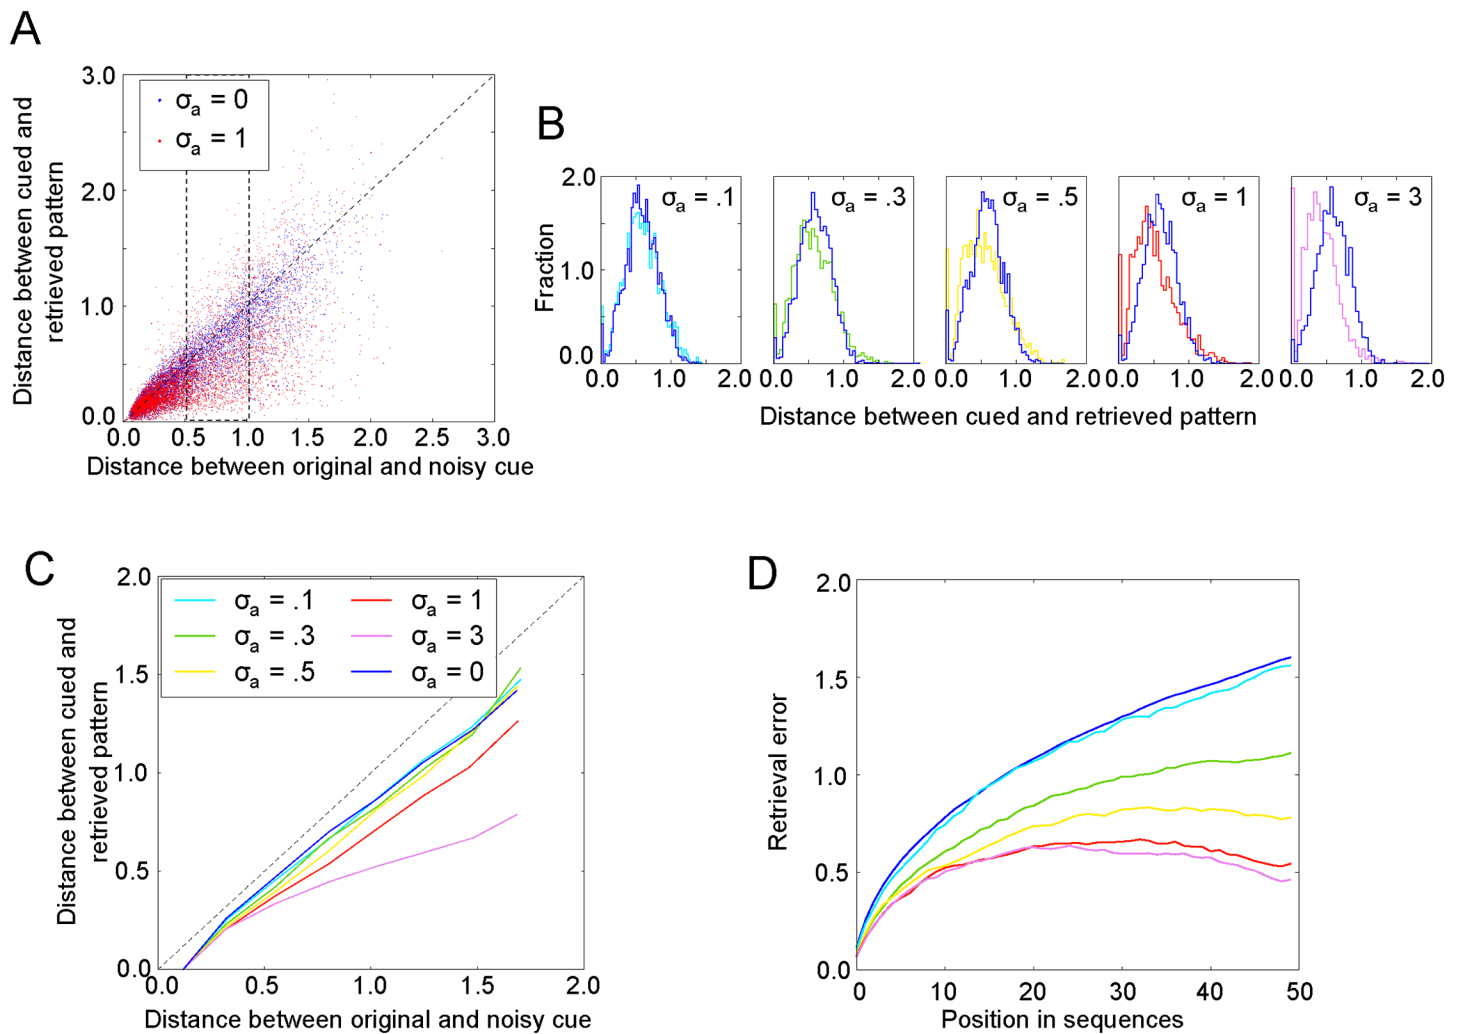 A
3.0
2.0
1.0
0.0
0.0 0.5 1.0 1.5 2.0 2.5 3.0
σa = 0
σa = 1
Distance between cued and
retrieved pattern
Distance between original and noisy cue
B
2.0
1.0
0.0
Fraction
σa = .1
σa = .3
σa = .5
σa = 1
σa = 3
0.0 1.0 2.0 0.0 1.0 2.0 0.0 1.0 2.0 0.0 1.0 2.0 0.0 1.0 2.0
Distance between cued and retrieved pattern
C
2.0
1.5
1.0
0.5
0.0
0.0 0.5 1.0 1.5 2.0
σa = .1 σa = 1
σa = .3 σa = 3
σa = .5 σa = 0
Distance between cued and
retrieved pattern
Distance between original and noisy cue
D
2.0
1.5
1.0
0.5
0.0
0 10 20 30 40 50
Retrieval error
Position in sequences